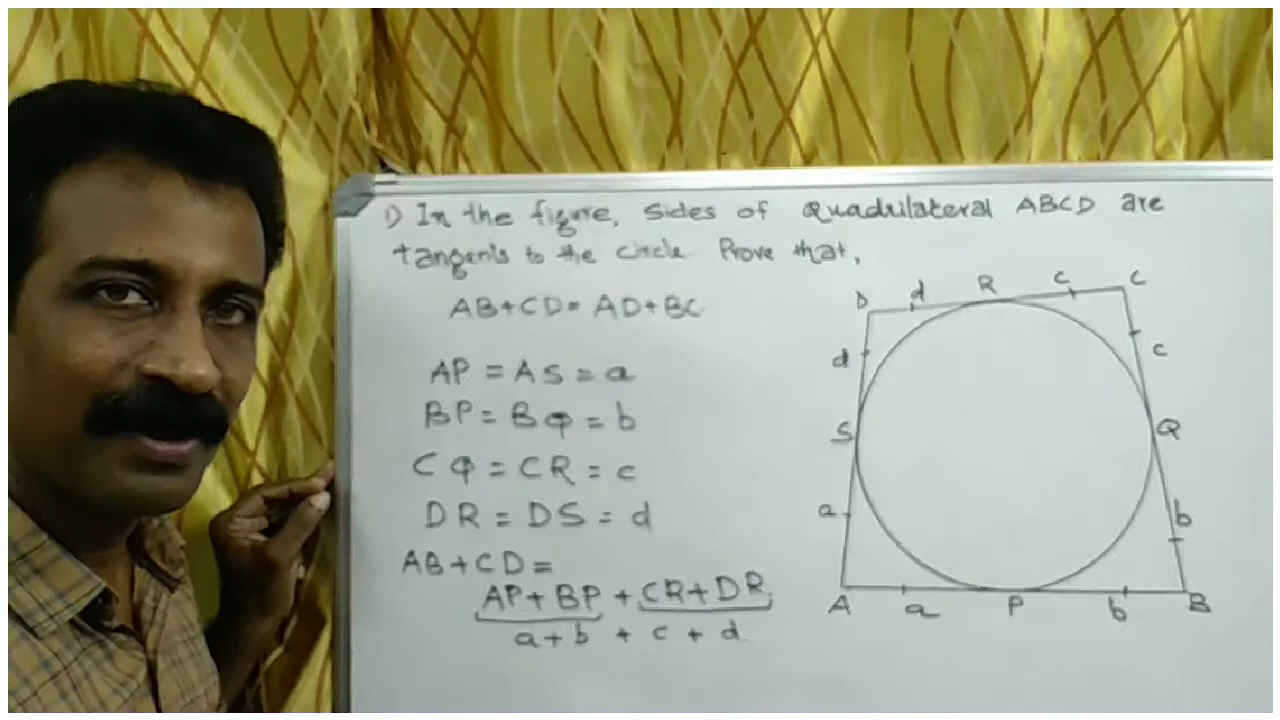 1) In the figure, Sides of Quadrilateral ABCD are
tangents to the circle. Prove that,
AB+CD = AD+BC
AP = AS = a
BP = BQ = b
CQ = CR = c
DR = DS = d
AB+CD =
AP+BP + CR+DR
a+b + c + d
D d R c C
d c
S Q
a b
A a P b B